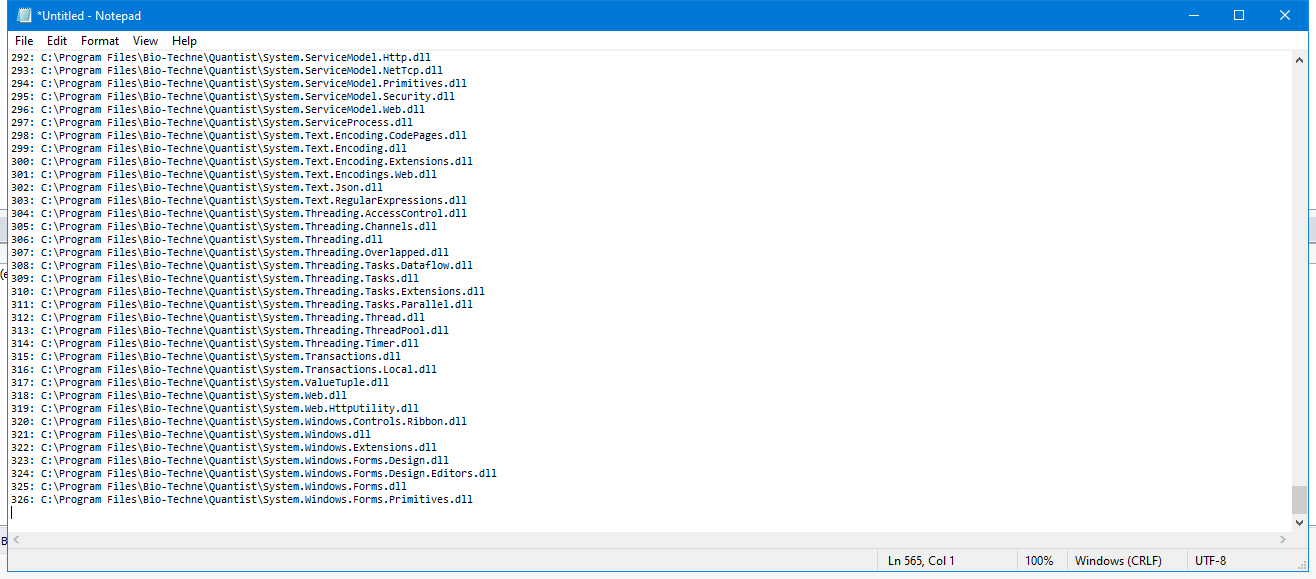 *Untitled - Notepad
File Edit Format View Help
292: C:\Program Files\Bio-Techne\Quantist\System.ServiceModel.Http.dll
293: C:\Program Files\Bio-Techne\Quantist\System.ServiceModel.NetTcp.dll
294: C:\Program Files\Bio-Techne\Quantist\System.ServiceModel.Primitives.dll
295: C:\Program Files\Bio-Techne\Quantist\System.ServiceModel.Security.dll
296: C:\Program Files\Bio-Techne\Quantist\System.ServiceModel.Web.dll
297: C:\Program Files\Bio-Techne\Quantist\System.ServiceProcess.dll
298: C:\Program Files\Bio-Techne\Quantist\System.Text.Encoding.CodePages.dll
299: C:\Program Files\Bio-Techne\Quantist\System.Text.Encoding.dll
300: C:\Program Files\Bio-Techne\Quantist\System.Text.Encoding.Extensions.dll
301: C:\Program Files\Bio-Techne\Quantist\System.Text.Encodings.Web.dll
302: C:\Program Files\Bio-Techne\Quantist\System.Text.Json.dll
303: C:\Program Files\Bio-Techne\Quantist\System.Text.RegularExpressions.dll
304: C:\Program Files\Bio-Techne\Quantist\System.Threading.AccessControl.dll
305: C:\Program Files\Bio-Techne\Quantist\System.Threading.Channels.dll
306: C:\Program Files\Bio-Techne\Quantist\System.Threading.dll
307: C:\Program Files\Bio-Techne\Quantist\System.Threading.Overlapped.dll
308: C:\Program Files\Bio-Techne\Quantist\System.Threading.Tasks.Dataflow.dll
309: C:\Program Files\Bio-Techne\Quantist\System.Threading.Tasks.dll
310: C:\Program Files\Bio-Techne\Quantist\System.Threading.Tasks.Extensions.dll
311: C:\Program Files\Bio-Techne\Quantist\System.Threading.Tasks.Parallel.dll
312: C:\Program Files\Bio-Techne\Quantist\System.Threading.Thread.dll
313: C:\Program Files\Bio-Techne\Quantist\System.Threading.ThreadPool.dll
314: C:\Program Files\Bio-Techne\Quantist\System.Threading.Timer.dll
315: C:\Program Files\Bio-Techne\Quantist\System.Transactions.dll
316: C:\Program Files\Bio-Techne\Quantist\System.Transactions.Local.dll
317: C:\Program Files\Bio-Techne\Quantist\System.ValueTuple.dll
318: C:\Program Files\Bio-Techne\Quantist\System.Web.dll
319: C:\Program Files\Bio-Techne\Quantist\System.Web.HttpUtility.dll
320: C:\Program Files\Bio-Techne\Quantist\System.Windows.Controls.Ribbon.dll
321: C:\Program Files\Bio-Techne\Quantist\System.Windows.dll
322: C:\Program Files\Bio-Techne\Quantist\System.Windows.Extensions.dll
323: C:\Program Files\Bio-Techne\Quantist\System.Windows.Forms.Design.dll
324: C:\Program Files\Bio-Techne\Quantist\System.Windows.Forms.Design.Editors.dll
325: C:\Program Files\Bio-Techne\Quantist\System.Windows.Forms.dll
326: C:\Program Files\Bio-Techne\Quantist\System.Windows.Forms.Primitives.dll
Ln 565, Col 1 100% Windows (CRLF) UTF-8